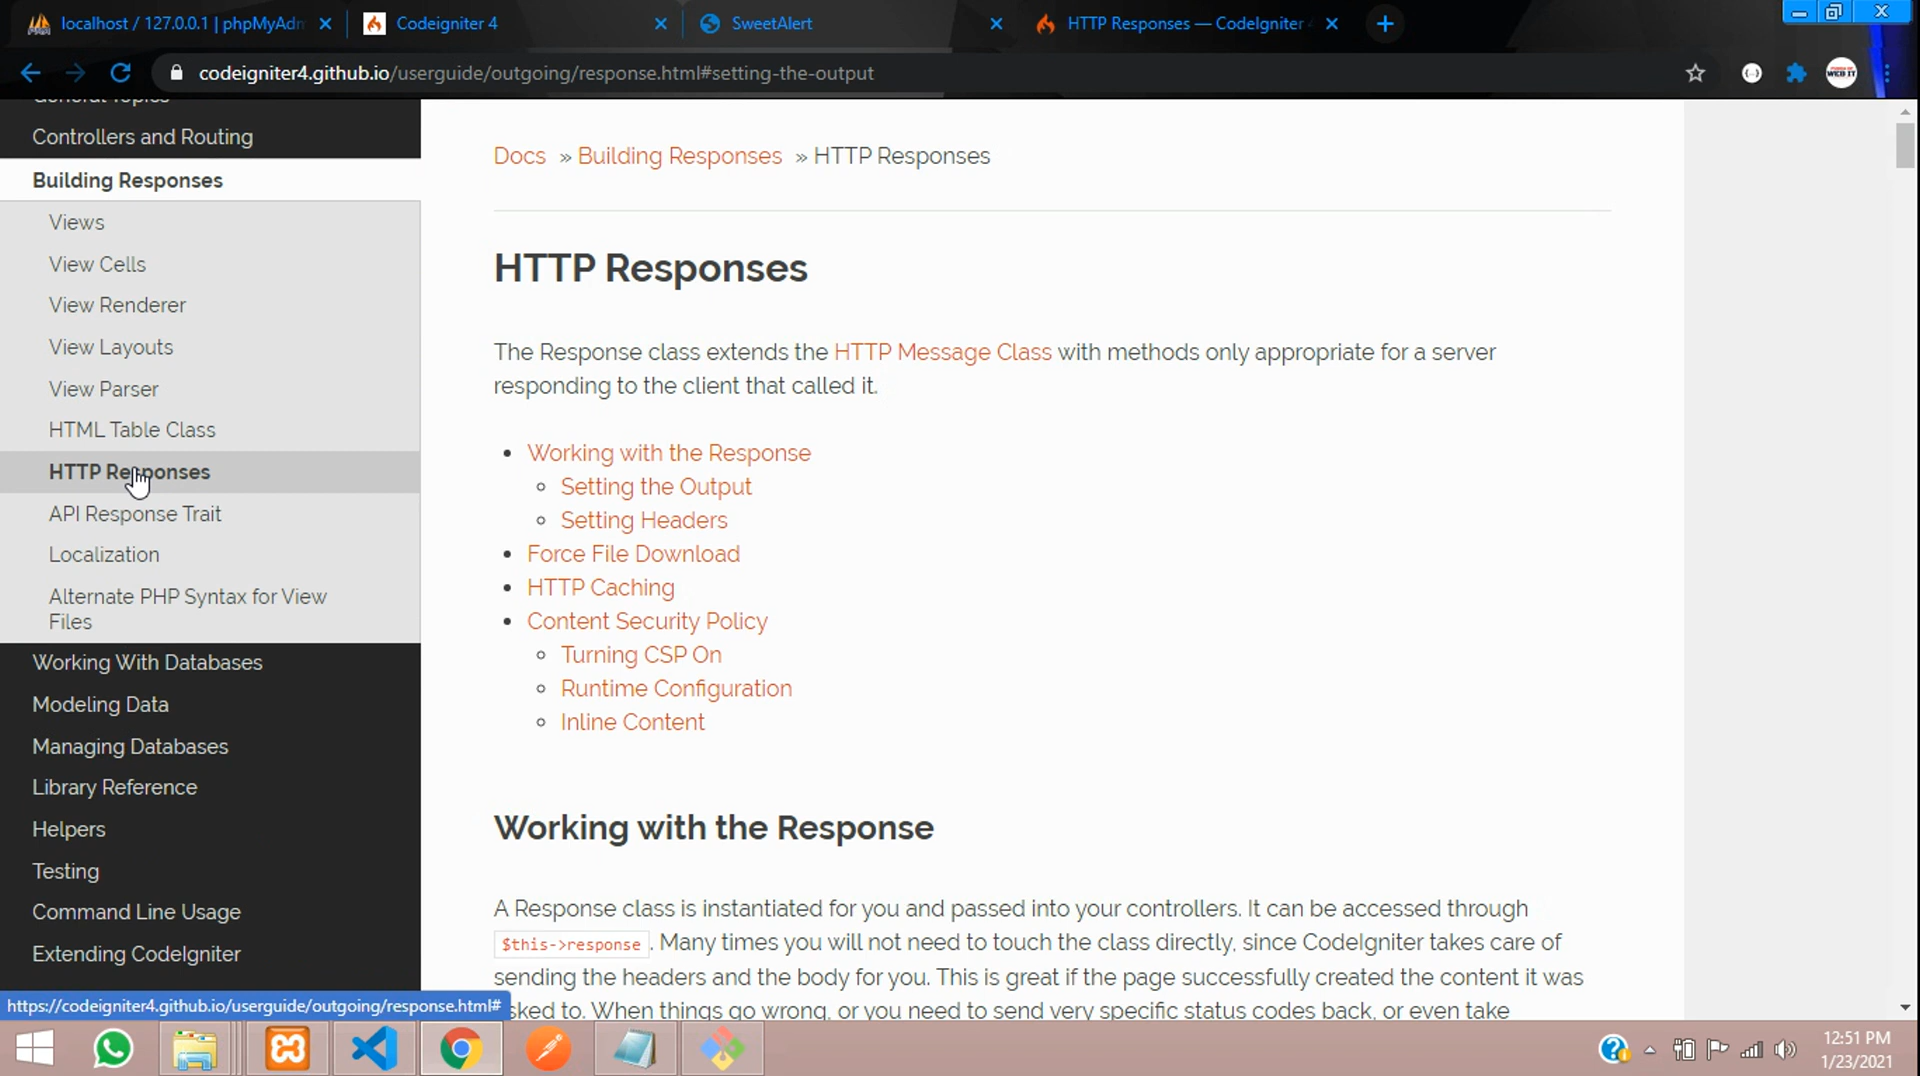 localhost / 127.0.0.1 | phpMyAdm
Codeigniter 4
SweetAlert
HTTP Responses — CodeIgniter 4
codeigniter4.github.io/userguide/outgoing/response.html#setting-the-output
General Topics
Controllers and Routing
Building Responses
Views
View Cells
View Renderer
View Layouts
View Parser
HTML Table Class
HTTP Responses
API Response Trait
Localization
Alternate PHP Syntax for View
Files
Working With Databases
Modeling Data
Managing Databases
Library Reference
Helpers
Testing
Command Line Usage
Extending CodeIgniter
https://codeigniter4.github.io/userguide/outgoing/response.html#
Docs » Building Responses » HTTP Responses
HTTP Responses
The Response class extends the HTTP Message Class with methods only appropriate for a server
responding to the client that called it.
Working with the Response
Setting the Output
Setting Headers
Force File Download
HTTP Caching
Content Security Policy
Turning CSP On
Runtime Configuration
Inline Content
Working with the Response
A Response class is instantiated for you and passed into your controllers. It can be accessed through
$this->response . Many times you will not need to touch the class directly, since CodeIgniter takes care of
sending the headers and the body for you. This is great if the page successfully created the content it was
asked to. When things go wrong, or you need to send very specific status codes back, or even take
12:51 PM
1/23/2021